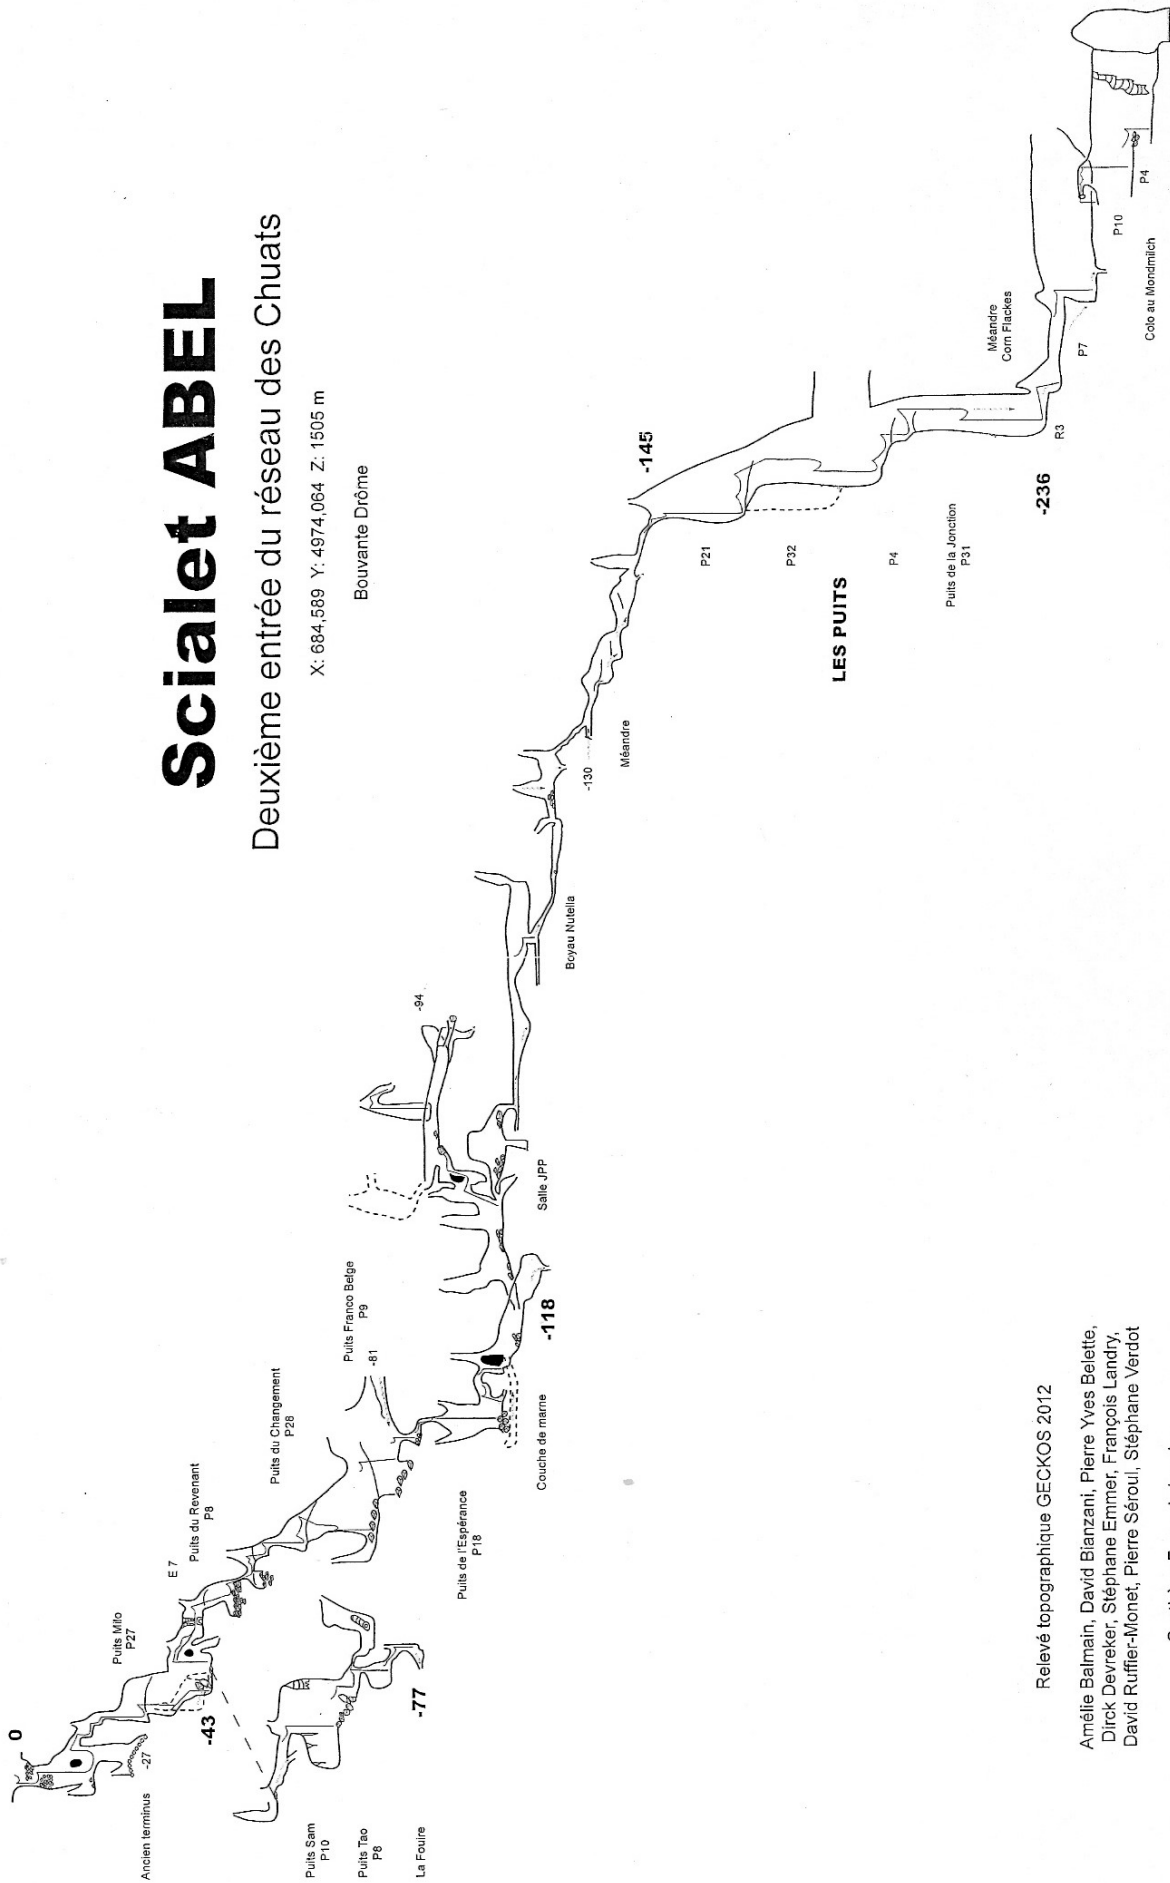 Scialet ABEL
Deuxième entrée du réseau des Chuats
X: 684,589 Y: 4974,064 Z: 1505 m
Bouvante Drôme
0
Puits Milo
P27
Ancien terminus
-27
-43
E 7
Puits du Revenant
P8
Puits du Changement
P28
Puits Sam
P10
Puits Tao
P8
La Fouire
-77
Puits Franco Belge
P9
-81
Puits de l'Espérance
P18
Couche de marne
-118
Salle JPP
-94
Boyau Nutella
-130
Méandre
-145
P21
P32
LES PUITS
P4
Puits de la Jonction
P31
-236
R3
Méandre
Corn Flackes
P7
P10
P4
Colo au Mondmilch
Relevé topographique GECKOS 2012
Amélie Balmain, David Bianzani, Pierre Yves Belette,
Dirck Devreker, Stéphane Emmer, François Landry,
David Ruffier-Monet, Pierre Séroul, Stéphane Verdot